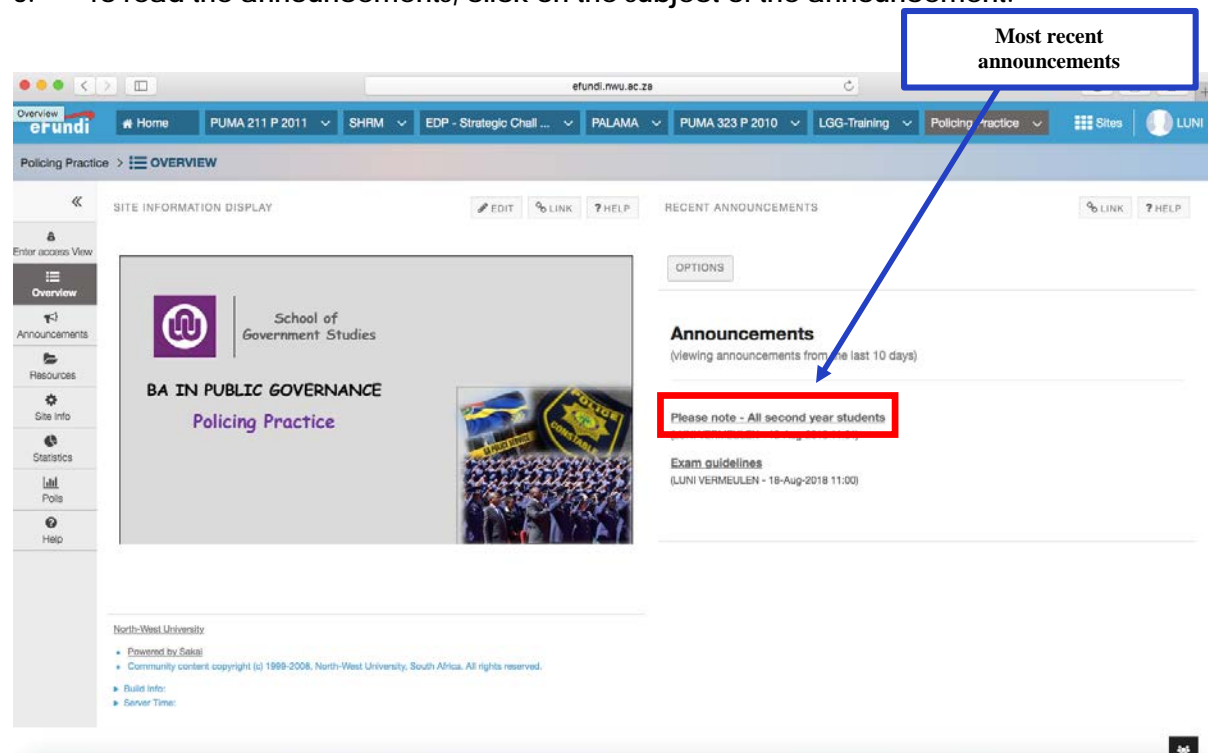 To read the announcements, click on the subject of the announcement.
Most recent
announcements
efundi.nwu.ac.za
Overview
erundi
Home
PUMA 211 P 2011
SHRM
EDP - Strategic Chall ...
PALAMA
PUMA 323 P 2010
LGG-Training
Policing Practice
Sites
LUNI
Policing Practice > OVERVIEW
SITE INFORMATION DISPLAY
EDIT
LINK
? HELP
RECENT ANNOUNCEMENTS
LINK
? HELP
Enter access View
Overview
Announcements
Resources
Site Info
Statistics
Polls
Help
School of
Government Studies
BA IN PUBLIC GOVERNANCE
Policing Practice
POLICE
CONSTABLE
OPTIONS
Announcements
(viewing announcements from the last 10 days)
Please note - All second year students
Exam guidelines
(LUNI VERMEULEN - 18-Aug-2018 11:00)
North-West University
Powered by Sakai
Community content copyright (c) 1999-2008, North-West University, South Africa. All rights reserved.
Build Info:
Server Time: